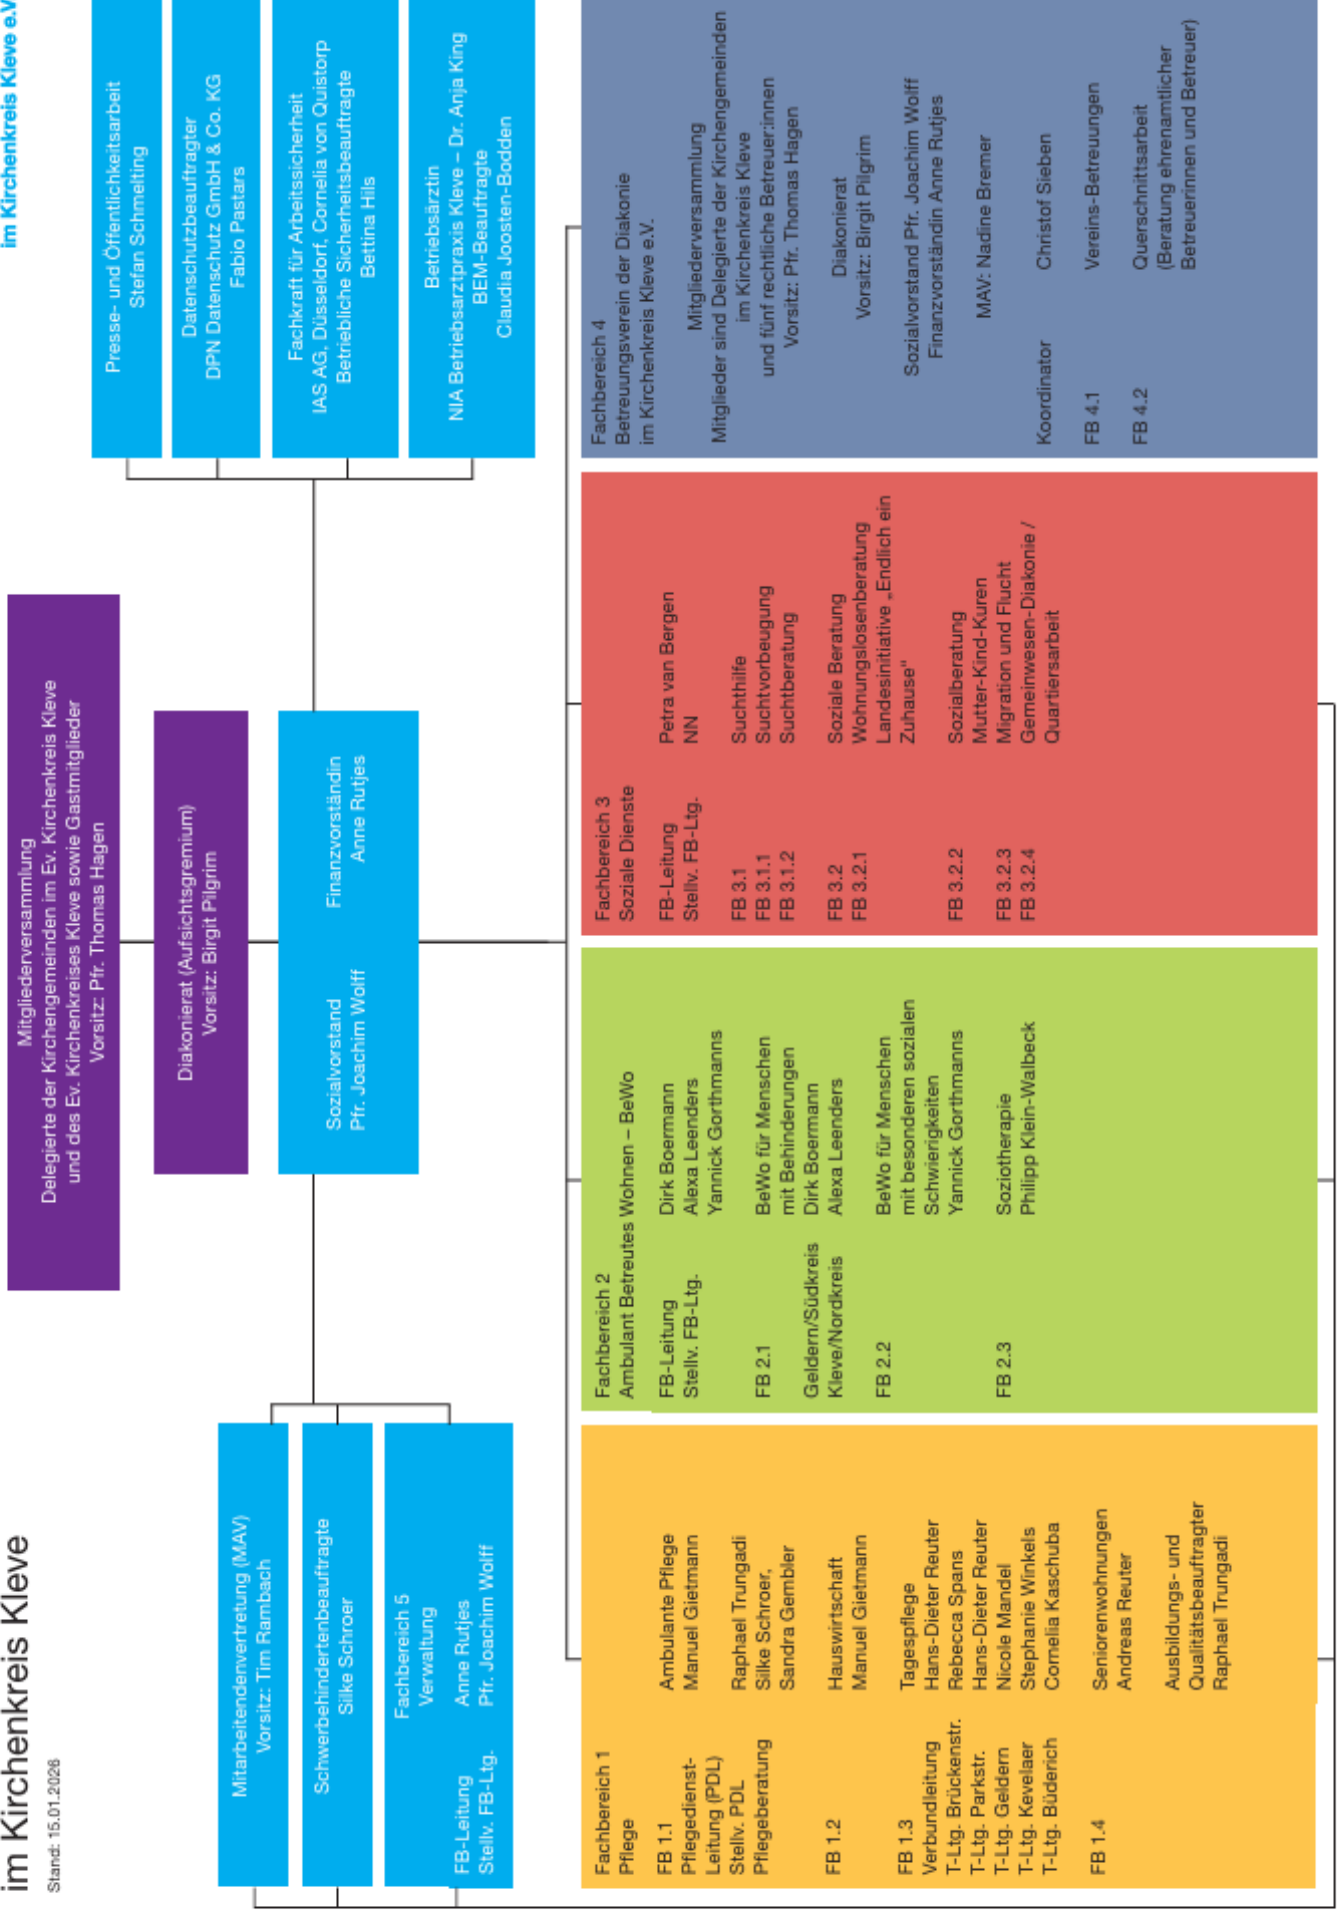 im Kirchenkreis Kleve
Stand: 15.01.2026
im Kirchenkreis Kleve e.V
Mitgliederversammlung
Delegierte der Kirchengemeinden im Ev. Kirchenkreis Kleve
und des Ev. Kirchenkreises Kleve sowie Gastmitglieder
Vorsitz: Pfr. Thomas Hagen
Diakonierat (Aufsichtsgremium)
Vorsitz: Birgit Pilgrim
Sozialvorstand
Pfr. Joachim Wolff
Finanzvorständin
Anne Rutjes
Mitarbeitendenvertretung (MAV)
Vorsitz: Tim Rambach
Schwerbehindertenbeauftragte
Silke Schroer
Fachbereich 5
Verwaltung
FB-Leitung Anne Rutjes
Stellv. FB-Ltg. Pfr. Joachim Wolff
Presse- und Öffentlichkeitsarbeit
Stefan Schmelting
Datenschutzbeauftragter
DPN Datenschutz GmbH & Co. KG
Fabio Pastars
Fachkraft für Arbeitssicherheit
IAS AG, Düsseldorf, Cornelia von Quistorp
Betriebliche Sicherheitsbeauftragte
Bettina Hils
Betriebsärztin
NIA Betriebsarztpraxis Kleve – Dr. Anja King
BEM-Beauftragte
Claudia Joosten-Bodden
Fachbereich 1
Pflege
FB 1.1 Ambulante Pflege
Pflegedienst- Manuel Gietmann
Leitung (PDL)
Stellv. PDL Raphael Trungadi
Pflegeberatung Silke Schroer,
Sandra Gembler
FB 1.2 Hauswirtschaft
Manuel Gietmann
FB 1.3 Tagespflege
Verbundleitung Hans-Dieter Reuter
T-Ltg. Brückenstr. Rebecca Spans
T-Ltg. Parkstr. Hans-Dieter Reuter
T-Ltg. Geldern Nicole Mandel
T-Ltg. Kevelaer Stephanie Winkels
T-Ltg. Büderich Cornelia Kaschuba
FB 1.4 Seniorenwohnungen
Andreas Reuter
Ausbildungs- und
Qualitätsbeauftragter
Raphael Trungadi
Fachbereich 2
Ambulant Betreutes Wohnen – BeWo
FB-Leitung Dirk Boermann
Stellv. FB-Ltg. Alexa Leenders
Yannick Gorthmanns
FB 2.1 BeWo für Menschen
mit Behinderungen
Geldern/Südkreis Dirk Boermann
Kleve/Nordkreis Alexa Leenders
FB 2.2 BeWo für Menschen
mit besonderen sozialen
Schwierigkeiten
Yannick Gorthmanns
FB 2.3 Soziotherapie
Philipp Klein-Walbeck
Fachbereich 3
Soziale Dienste
FB-Leitung Petra van Bergen
Stellv. FB-Ltg. NN
FB 3.1 Suchthilfe
FB 3.1.1 Suchtvorbeugung
FB 3.1.2 Suchtberatung
FB 3.2 Soziale Beratung
FB 3.2.1 Wohnungslosenberatung
Landesinitiative „Endlich ein
Zuhause"
FB 3.2.2 Sozialberatung
Mutter-Kind-Kuren
FB 3.2.3 Migration und Flucht
FB 3.2.4 Gemeinwesen-Diakonie /
Quartiersarbeit
Fachbereich 4
Betreuungsverein der Diakonie
im Kirchenkreis Kleve e.V.
Mitgliederversammlung
Mitglieder sind Delegierte der Kirchengemeinden
im Kirchenkreis Kleve
und fünf rechtliche Betreuer:innen
Vorsitz: Pfr. Thomas Hagen
Diakonierat
Vorsitz: Birgit Pilgrim
Sozialvorstand Pfr. Joachim Wolff
Finanzvorständin Anne Rutjes
MAV: Nadine Bremer
Koordinator Christof Sieben
FB 4.1 Vereins-Betreuungen
FB 4.2 Querschnittsarbeit
(Beratung ehrenamtlicher
Betreuerinnen und Betreuer)